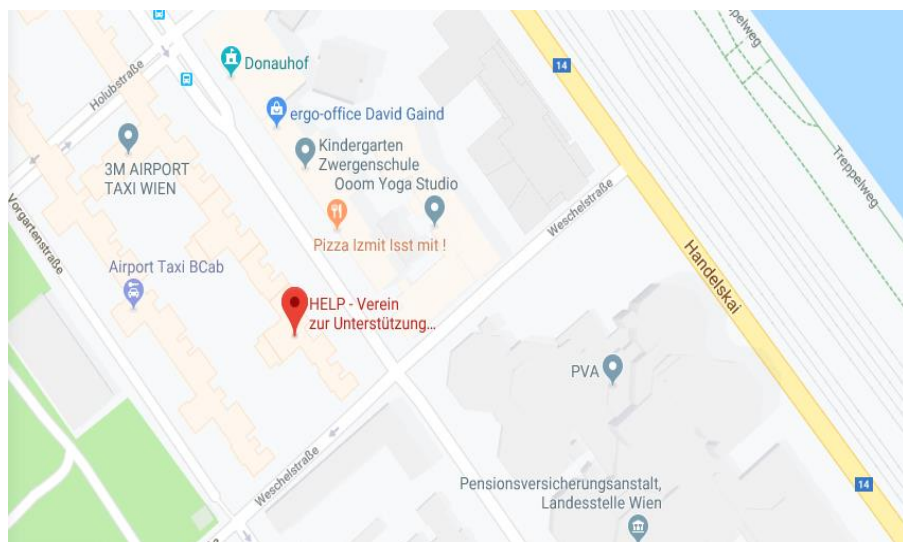 Treppelweg
Donauhof
14
Holubstraße
ergo-office David Gaind
Kindergarten
Zwergenschule
Ooom Yoga Studio
3M AIRPORT
TAXI WIEN
Treppelweg
Vorgartenstraße
Weschelstraße
Pizza Izmit Isst mit !
Handelskai
Airport Taxi BCab
HELP - Verein
zur Unterstützung...
PVA
Weschelstraße
Pensionsversicherungsanstalt,
Landesstelle Wien
14